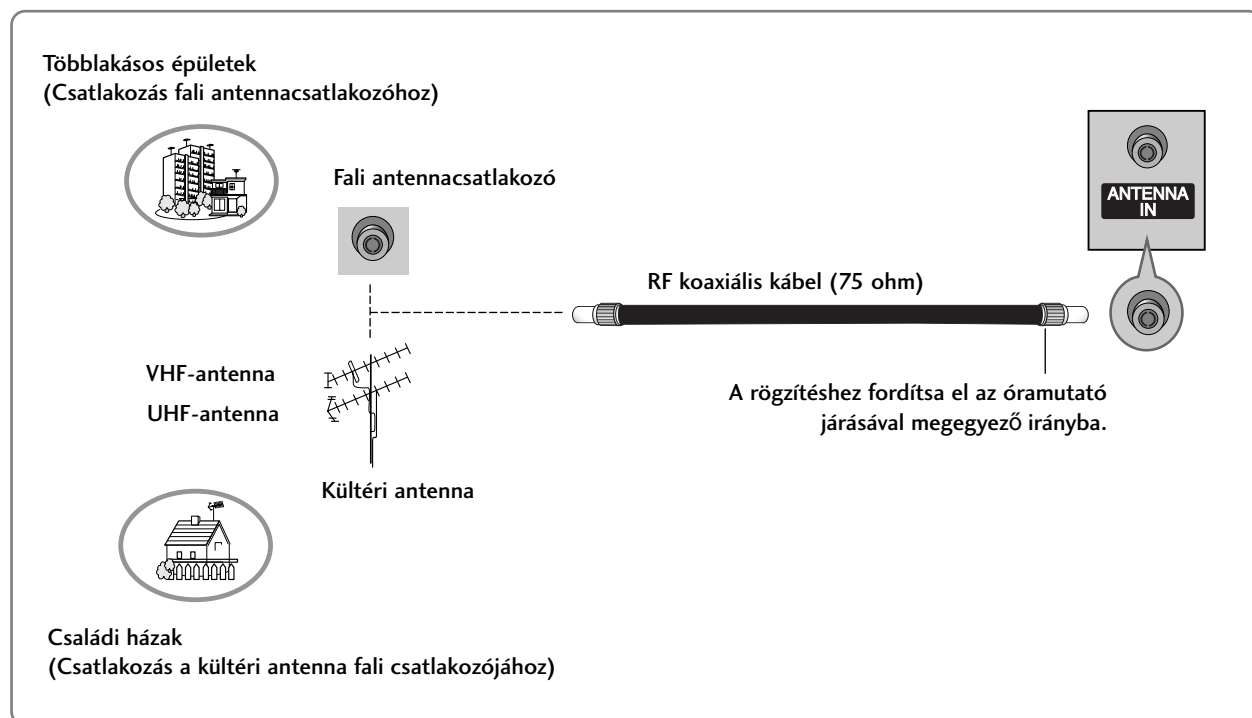 Többlakásos épületek
(Csatlakozás fali antennacsatlakozóhoz)
Fali antennacsatlakozó
ANTENNA
IN
RF koaxiális kábel (75 ohm)
VHF-antenna
UHF-antenna
A rögzítéshez fordítsa el az óramutató
járásával megegyező irányba.
Kültéri antenna
Családi házak
(Csatlakozás a kültéri antenna fali csatlakozójához)